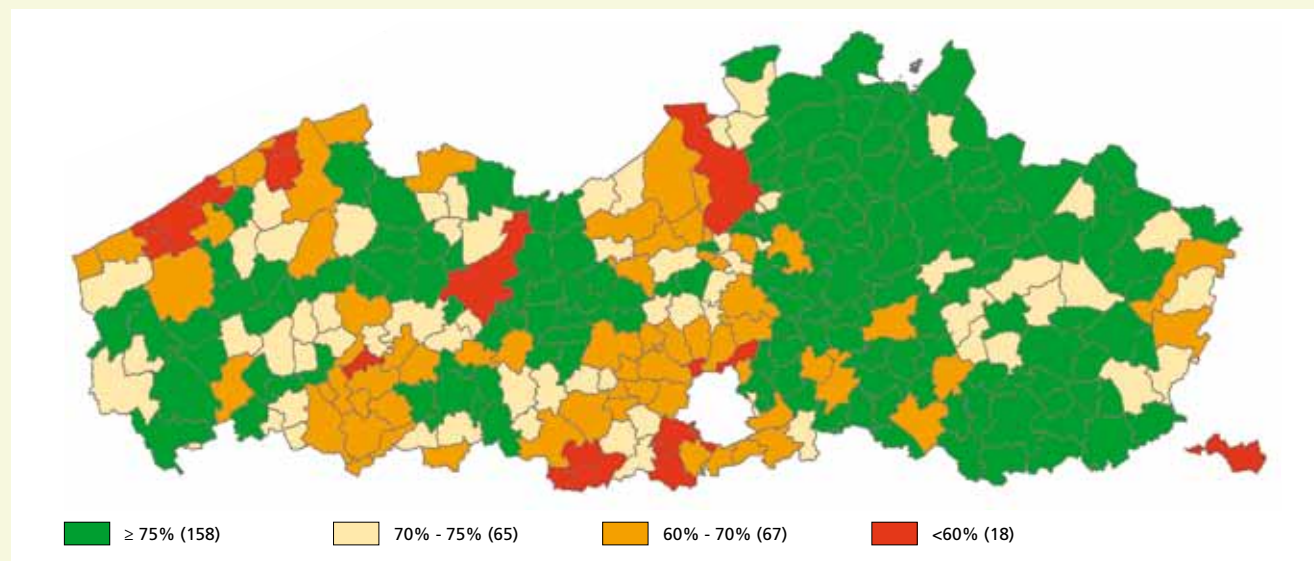 ≥ 75% (158) 70% - 75% (65) 60% - 70% (67) <60% (18)